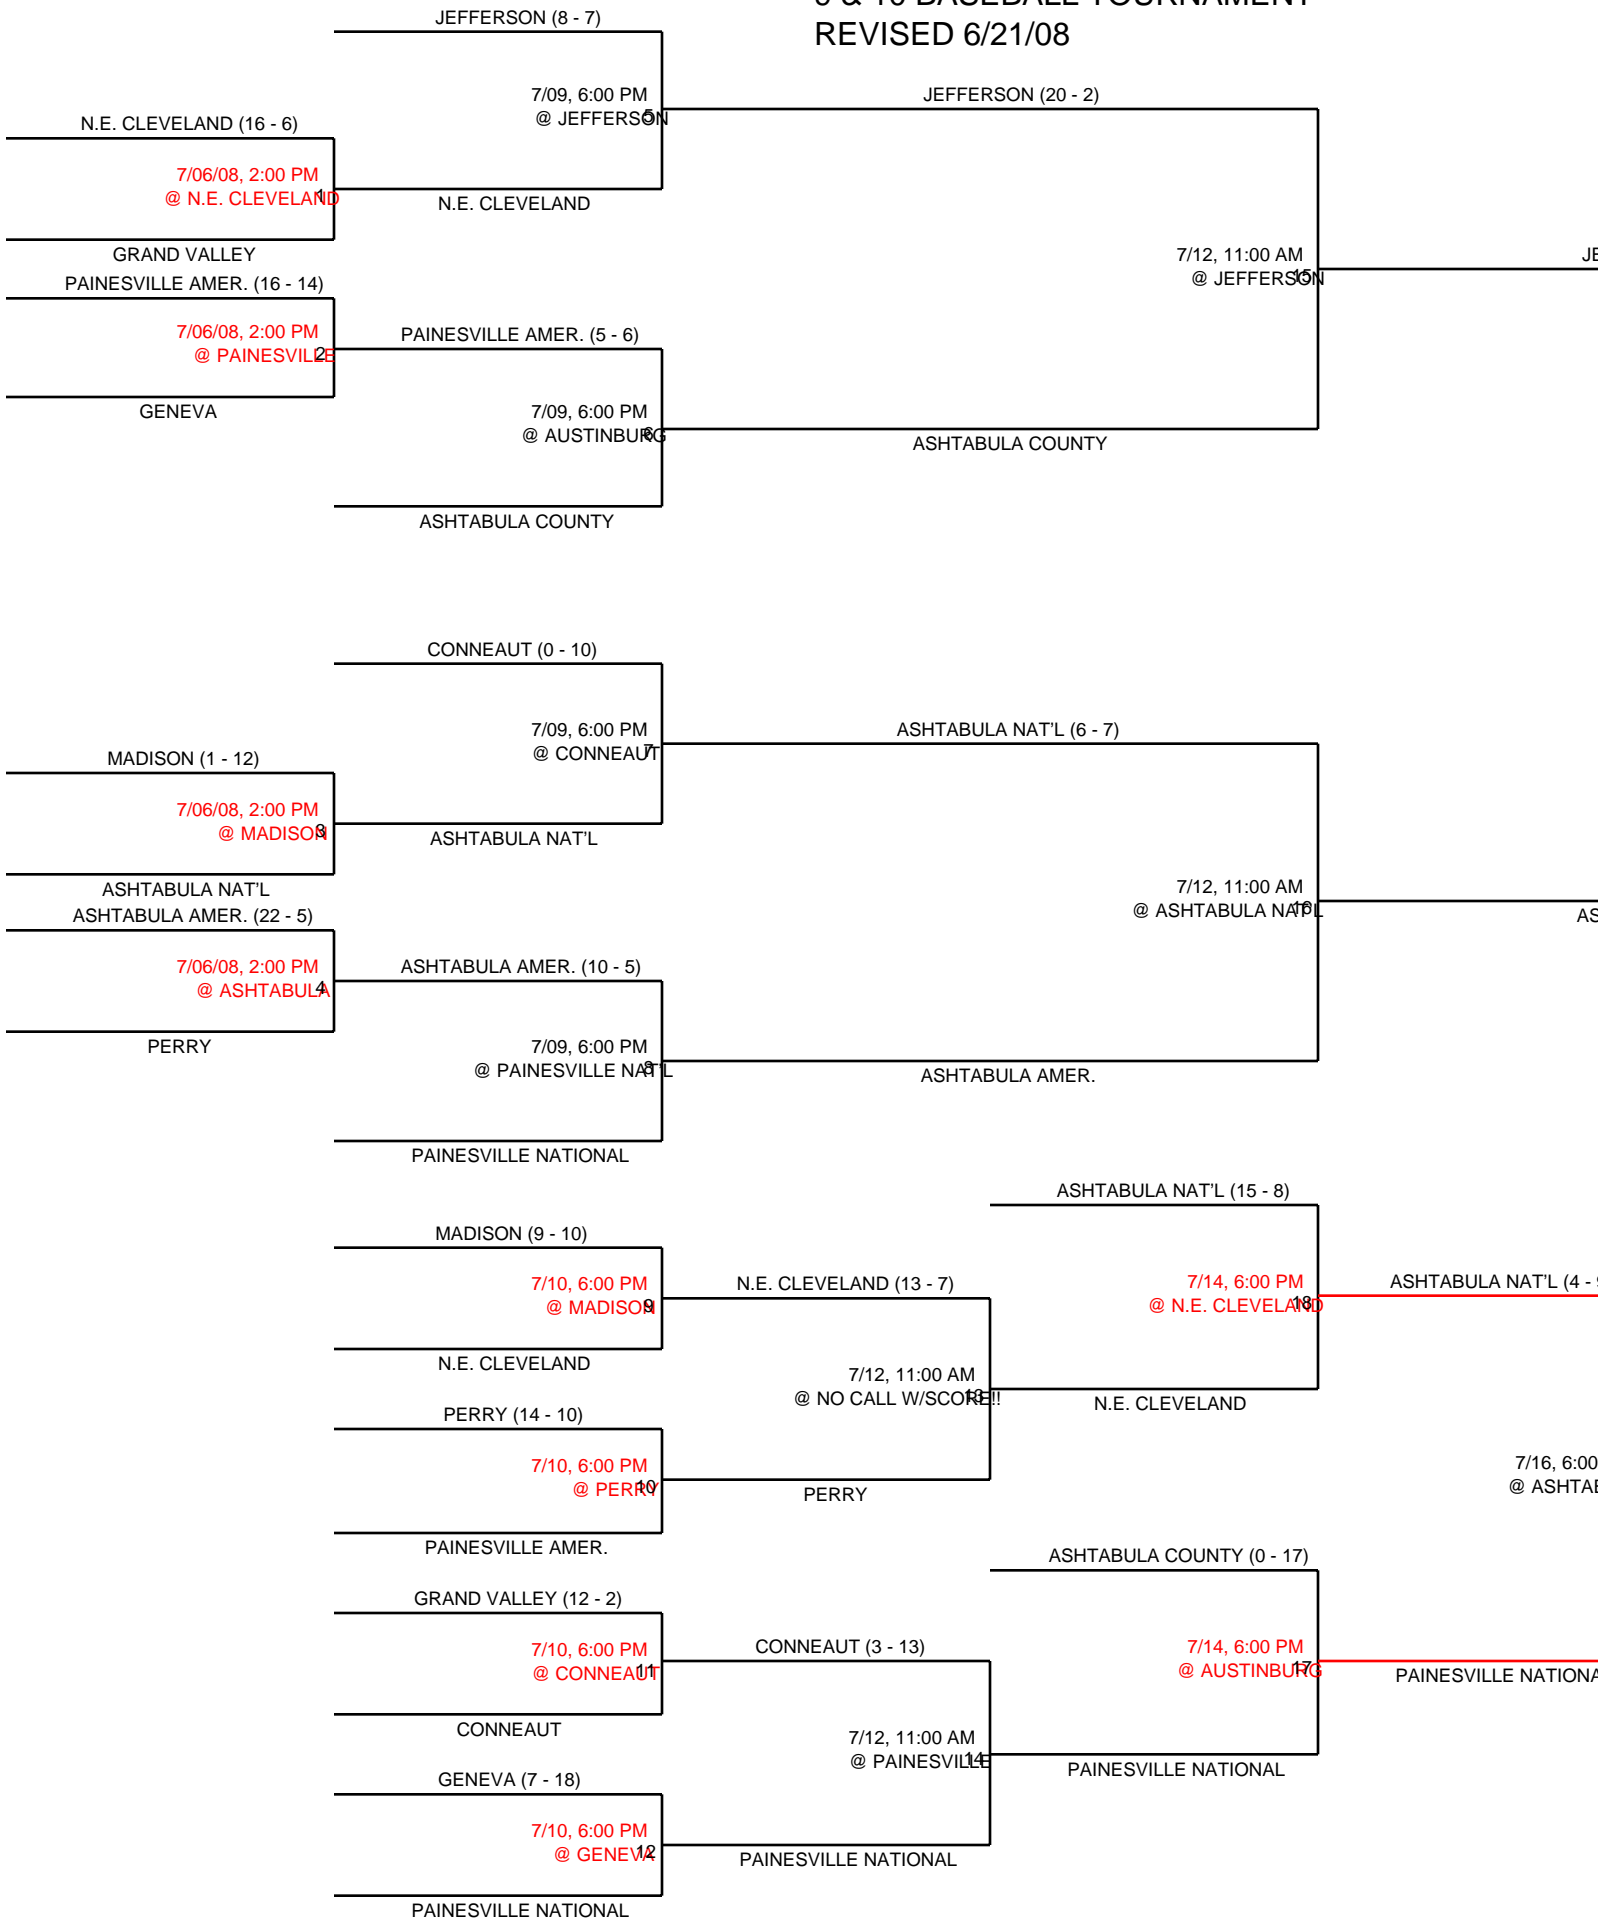 REVISED 6/21/08
JEFFERSON (8 - 7)
7/09, 6:00 PM
@ JEFFERSON
5
JEFFERSON (20 - 2)
N.E. CLEVELAND (16 - 6)
7/06/08, 2:00 PM
@ N.E. CLEVELAND
1
N.E. CLEVELAND
GRAND VALLEY
PAINESVILLE AMER. (16 - 14)
7/06/08, 2:00 PM
@ PAINESVILLE
2
GENEVA
PAINESVILLE AMER. (5 - 6)
7/09, 6:00 PM
@ AUSTINBURG
6
ASHTABULA COUNTY
ASHTABULA COUNTY
7/12, 11:00 AM
@ JEFFERSON
15
JE
CONNEAUT (0 - 10)
7/09, 6:00 PM
@ CONNEAUT
7
ASHTABULA NAT'L (6 - 7)
MADISON (1 - 12)
7/06/08, 2:00 PM
@ MADISON
3
ASHTABULA NAT'L
ASHTABULA NAT'L
ASHTABULA AMER. (22 - 5)
7/06/08, 2:00 PM
@ ASHTABULA
4
PERRY
ASHTABULA AMER. (10 - 5)
7/09, 6:00 PM
@ PAINESVILLE NAT'L
8
ASHTABULA AMER.
PAINESVILLE NATIONAL
7/12, 11:00 AM
@ ASHTABULA NAT'L
16
AS
MADISON (9 - 10)
7/10, 6:00 PM
@ MADISON
9
N.E. CLEVELAND
N.E. CLEVELAND (13 - 7)
PERRY (14 - 10)
7/10, 6:00 PM
@ PERRY
10
PAINESVILLE AMER.
PERRY
7/12, 11:00 AM
@ NO CALL W/SCORE!!
13
ASHTABULA NAT'L (15 - 8)
7/14, 6:00 PM
@ N.E. CLEVELAND
18
N.E. CLEVELAND
ASHTABULA NAT'L (4 -
7/16, 6:00
@ ASHTAB
GRAND VALLEY (12 - 2)
7/10, 6:00 PM
@ CONNEAUT
11
CONNEAUT
CONNEAUT (3 - 13)
GENEVA (7 - 18)
7/10, 6:00 PM
@ GENEVA
12
PAINESVILLE NATIONAL
PAINESVILLE NATIONAL
7/12, 11:00 AM
@ PAINESVILLE
14
ASHTABULA COUNTY (0 - 17)
7/14, 6:00 PM
@ AUSTINBURG
17
PAINESVILLE NATIONAL
PAINESVILLE NATIONA